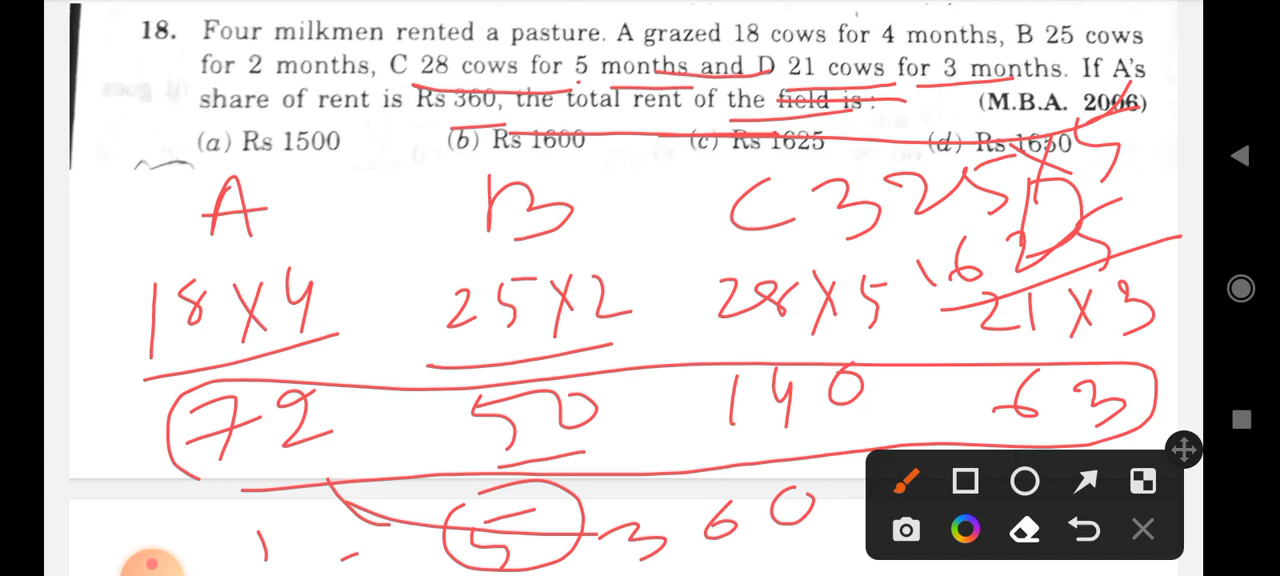 18. Four milkmen rented a pasture. A grazed 18 cows for 4 months, B 25 cows
for 2 months, C 28 cows for 5 months and D 21 cows for 3 months. If A's
share of rent is Rs 360, the total rent of the field is : (M.B.A. 2006)
(a) Rs 1500 (b) Rs 1600 (c) Rs 1625 (d) Rs 1650
A B C 325 D
18 X 4 25 X 2 28 X 5 162 21 X 3
72 50 140 63
1 - 5 360